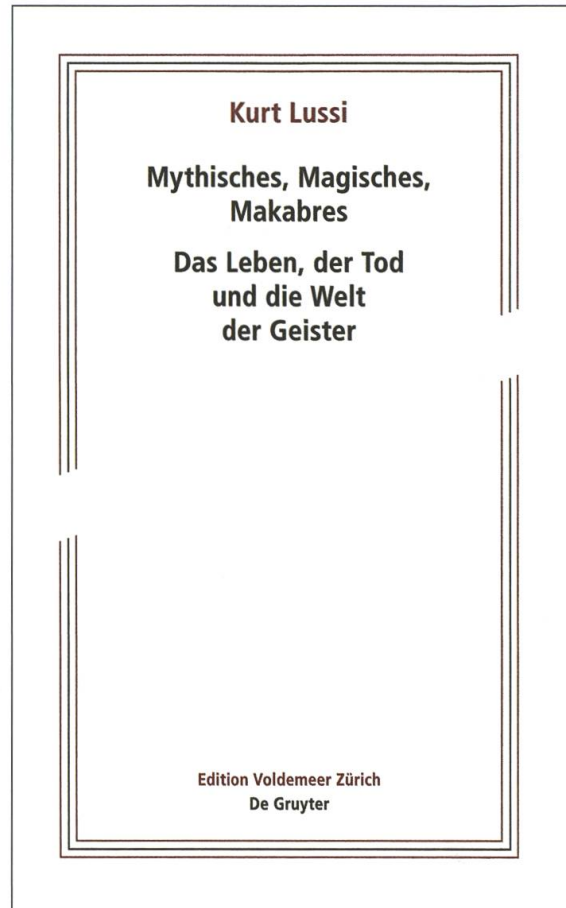 Kurt Lussi
Mythisches, Magisches,
Makabres
Das Leben, der Tod
und die Welt
der Geister
Edition Voldemeer Zürich
De Gruyter